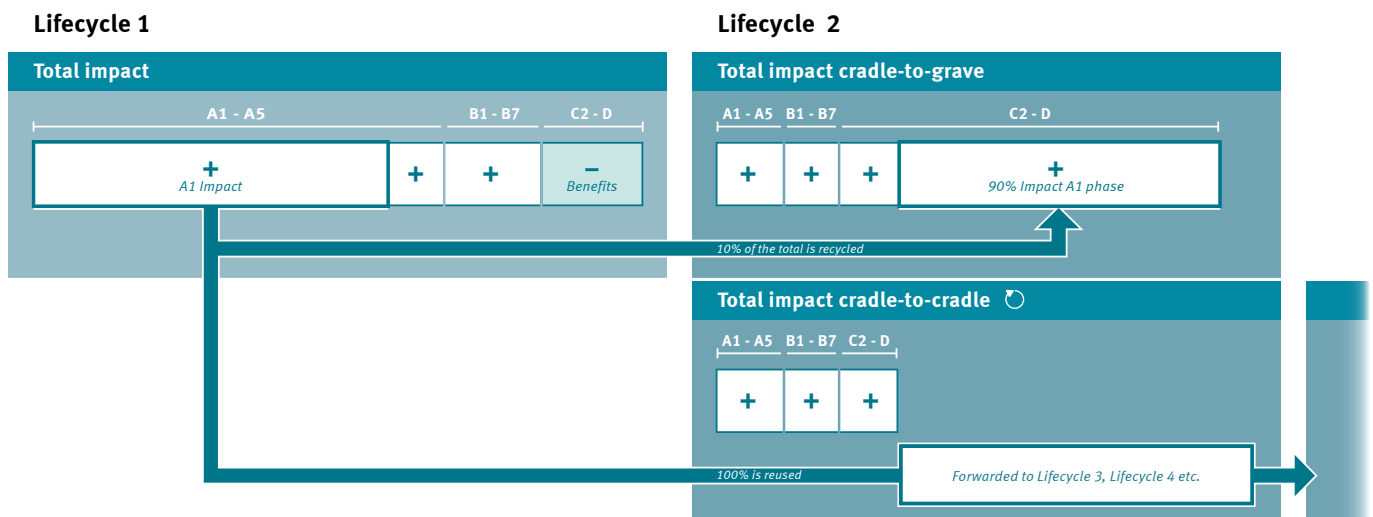 Lifecycle 1
Total impact
A1 - A5
B1 - B7
C2 - D
+
A1 Impact
+
+
–
Benefits
Lifecycle 2
Total impact cradle-to-grave
A1 - A5
B1 - B7
C2 - D
+
+
+
+
90% Impact A1 phase
10% of the total is recycled
Total impact cradle-to-cradle
A1 - A5
B1 - B7
C2 - D
+
+
+
100% is reused
Forwarded to Lifecycle 3, Lifecycle 4 etc.